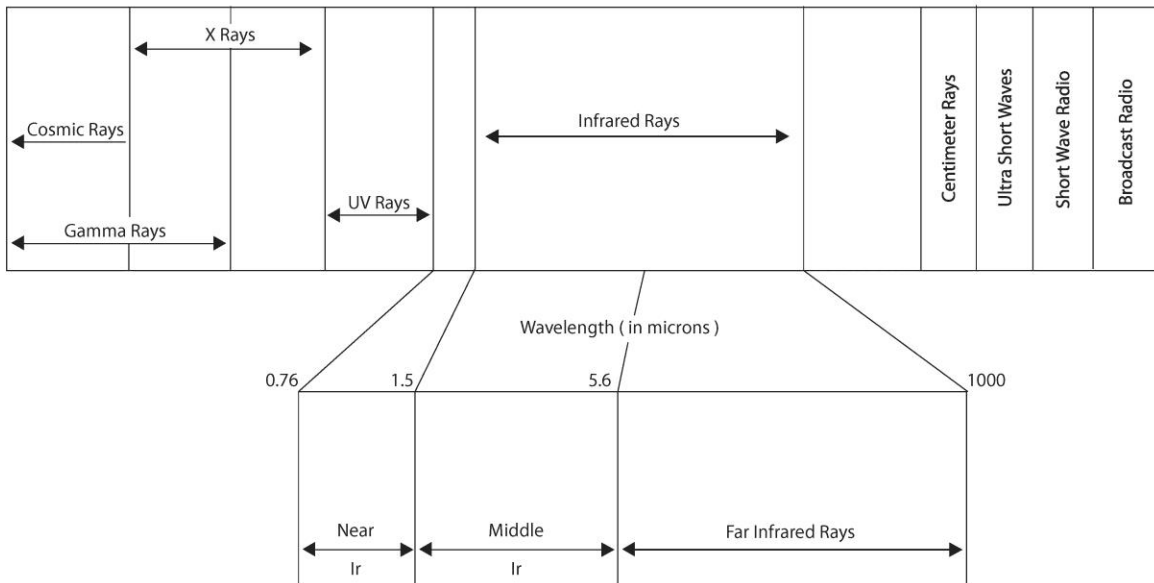 X Rays
Cosmic Rays
Infrared Rays
UV Rays
Gamma Rays
Centimeter Rays
Ultra Short Waves
Short Wave Radio
Broadcast Radio
Wavelength ( in microns )
0.76
1.5
5.6
1000
Near
Ir
Middle
Ir
Far Infrared Rays